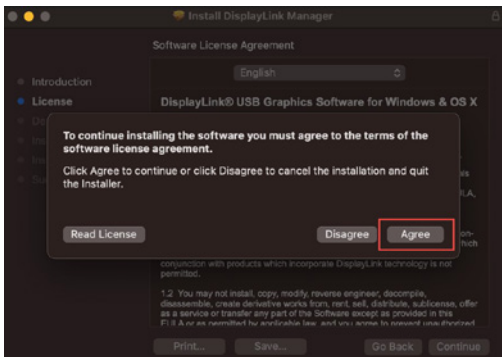 Install DisplayLink Manager
Software License Agreement
English
Introduction
License
DisplayLink® USB Graphics Software for Windows & OS X
To continue installing the software you must agree to the terms of the
software license agreement.
Click Agree to continue or click Disagree to cancel the installation and quit
the Installer.
Read License
Disagree
Agree
conjunction with products which incorporate DisplayLink technology is not
permitted.
1.2 You may not install, copy, modify, reverse engineer, decompile,
disassemble, create derivative works from, rent, sell, distribute, sublicense, offer
as a service or transfer any part of the Software except as provided in this
EULA or as permitted by applicable law, and you agree to prevent unauthorized
Print...
Save...
Go Back
Continue